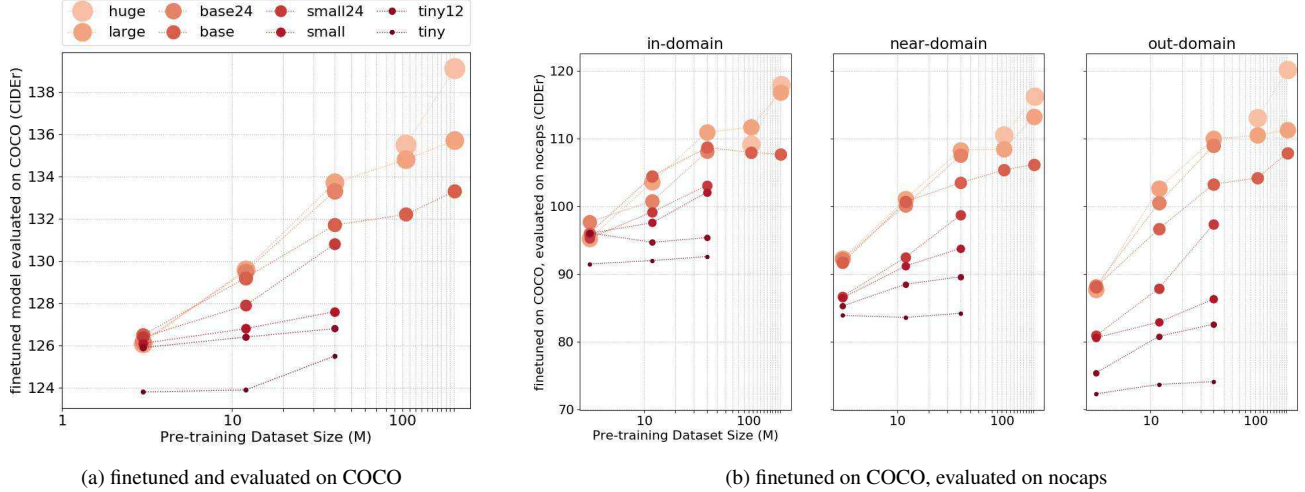 huge base24 small24 tiny12
large base small tiny
finetuned model evaluated on COCO (CIDEr)
138
136
134
132
130
128
126
124
1 10 100
Pre-training Dataset Size (M)
(a) finetuned and evaluated on COCO
in-domain near-domain out-domain
finetuned on COCO, evaluated on nocaps (CIDEr)
120
110
100
90
80
70
10 100 10 100 10 100
Pre-training Dataset Size (M)
(b) finetuned on COCO, evaluated on nocaps